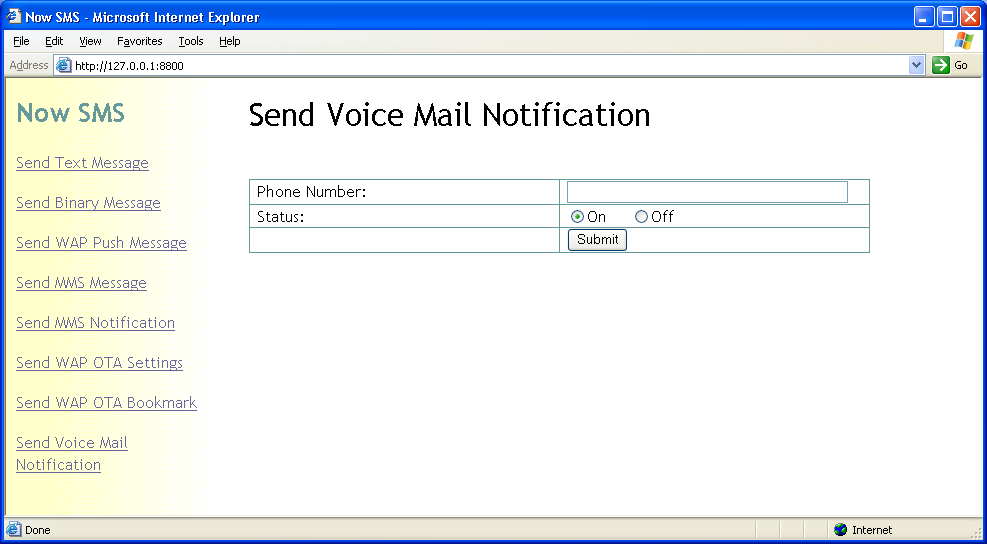 Now SMS - Microsoft Internet Explorer
File Edit View Favorites Tools Help
Address http://127.0.0.1:8800 Go
Now SMS
Send Text Message
Send Binary Message
Send WAP Push Message
Send MMS Message
Send MMS Notification
Send WAP OTA Settings
Send WAP OTA Bookmark
Send Voice Mail
Notification
Send Voice Mail Notification
Phone Number:
Status: On Off
Submit
Done Internet